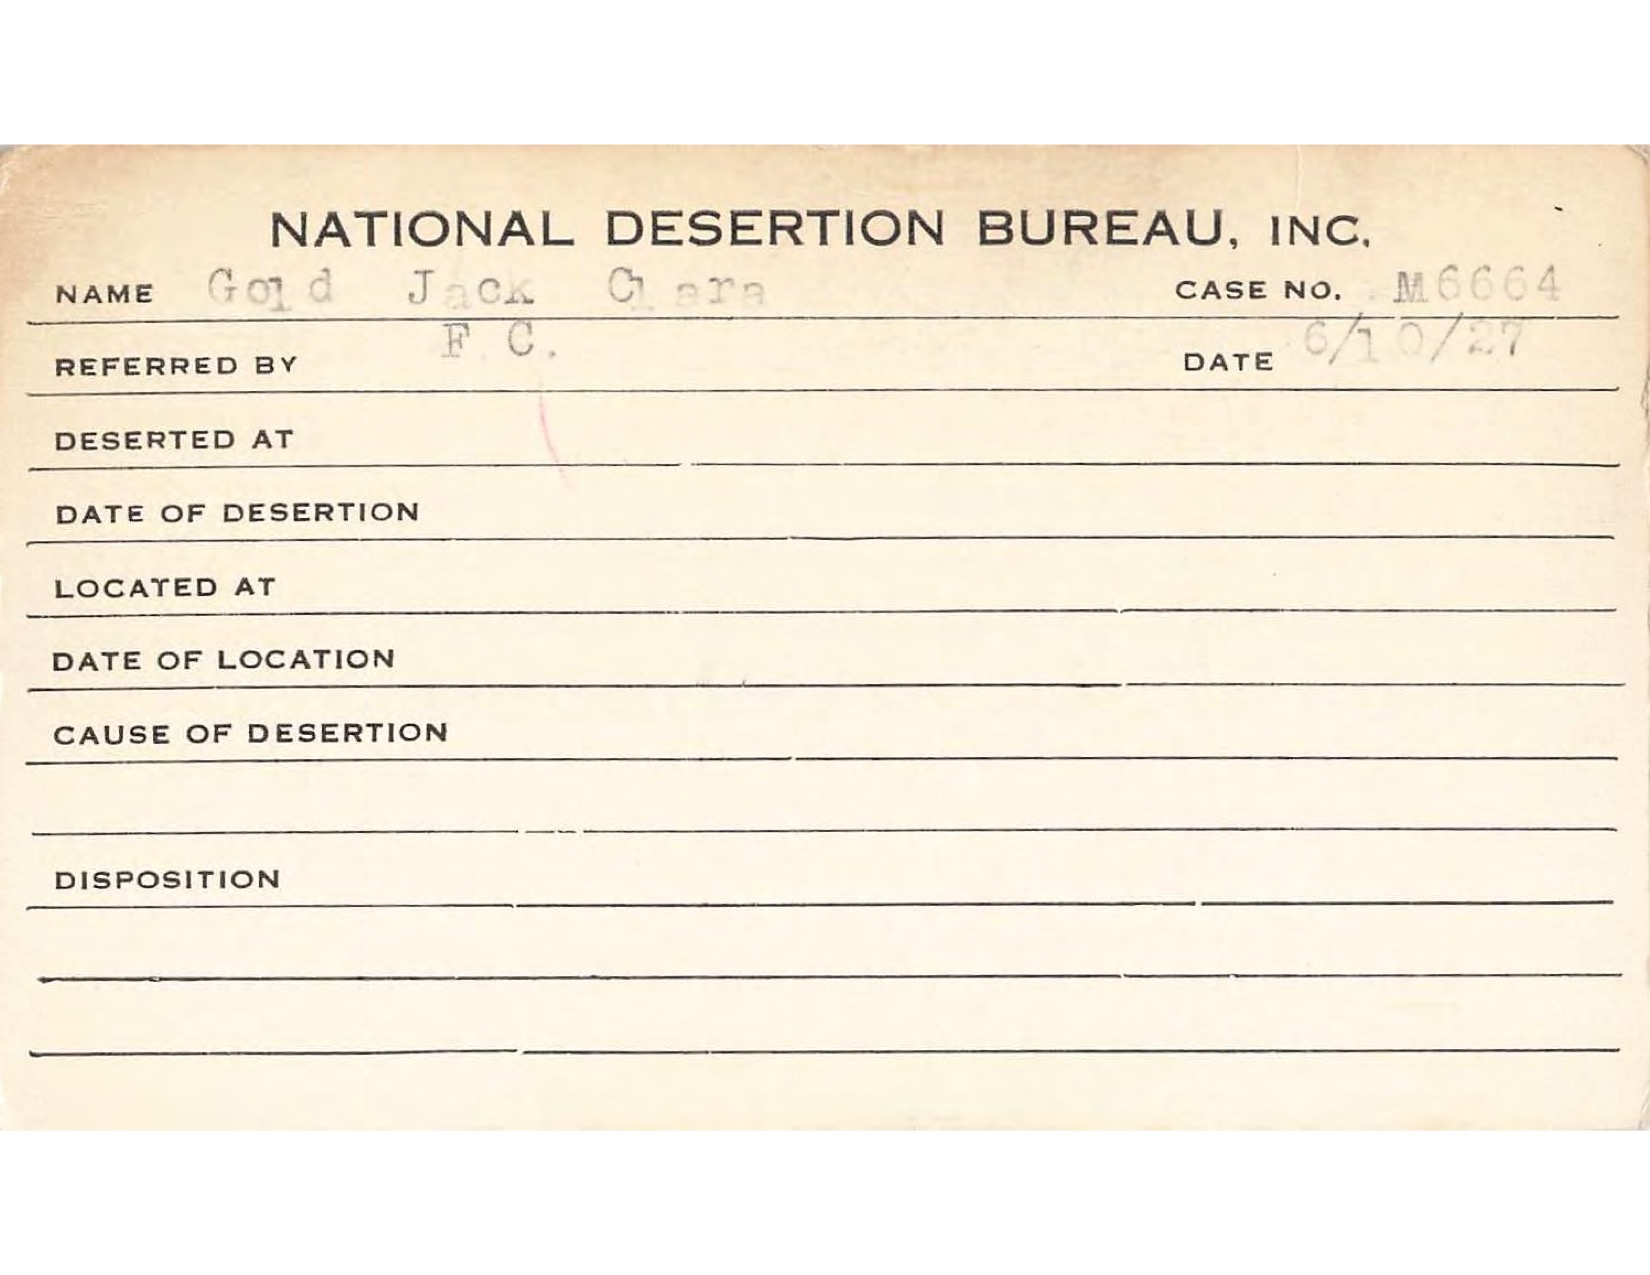 NATIONAL DESERTION BUREAU, INC.
NAME Gold Jack Clara CASE NO. M6664
REFERRED BY F. C. DATE 6/10/27
DESERTED AT
DATE OF DESERTION
LOCATED AT
DATE OF LOCATION
CAUSE OF DESERTION
DISPOSITION